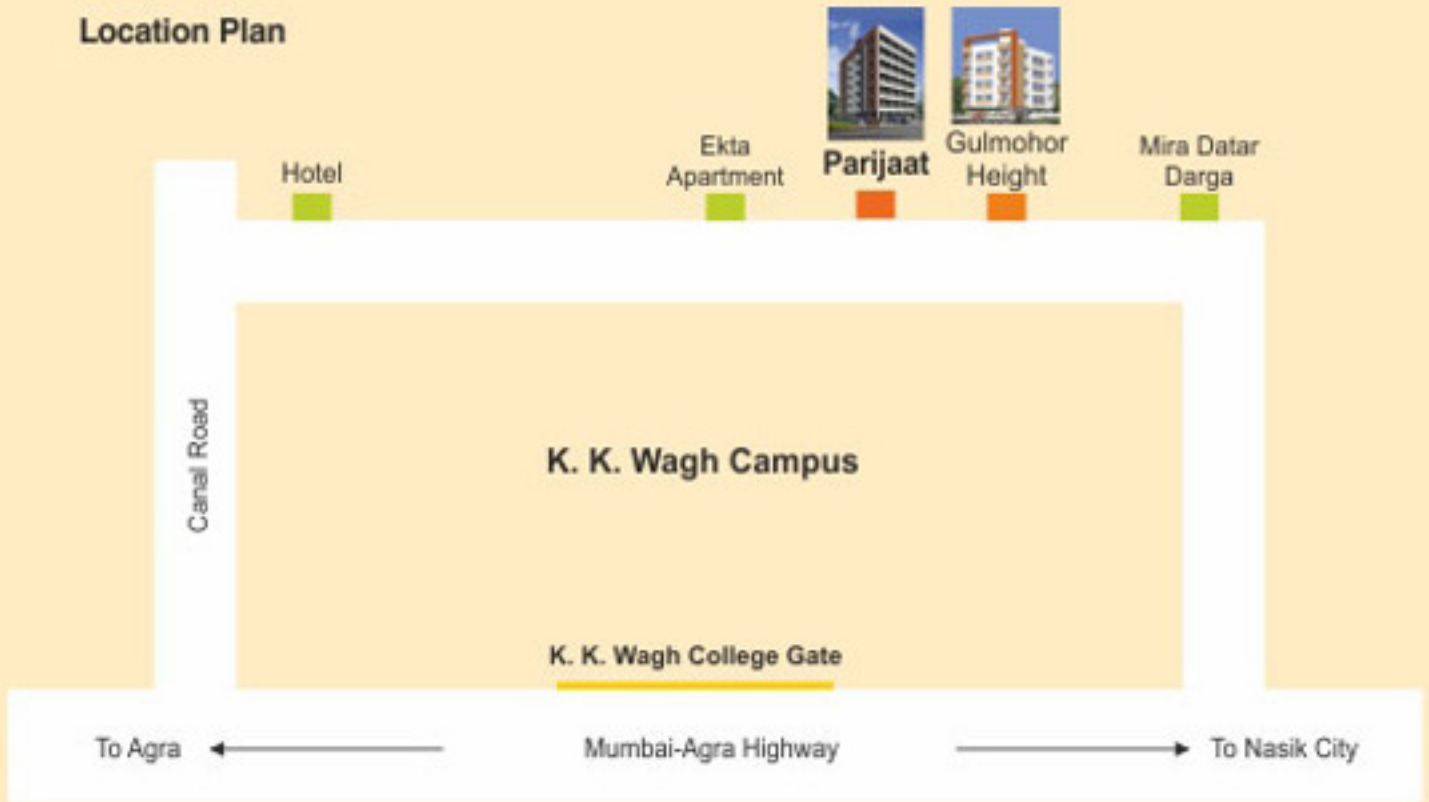 Location Plan
Hotel
Ekta
Apartment
Parijaat
Gulmohor
Height
Mira Datar
Darga
Canal Road
K. K. Wagh Campus
K. K. Wagh College Gate
To Agra
Mumbai-Agra Highway
To Nasik City